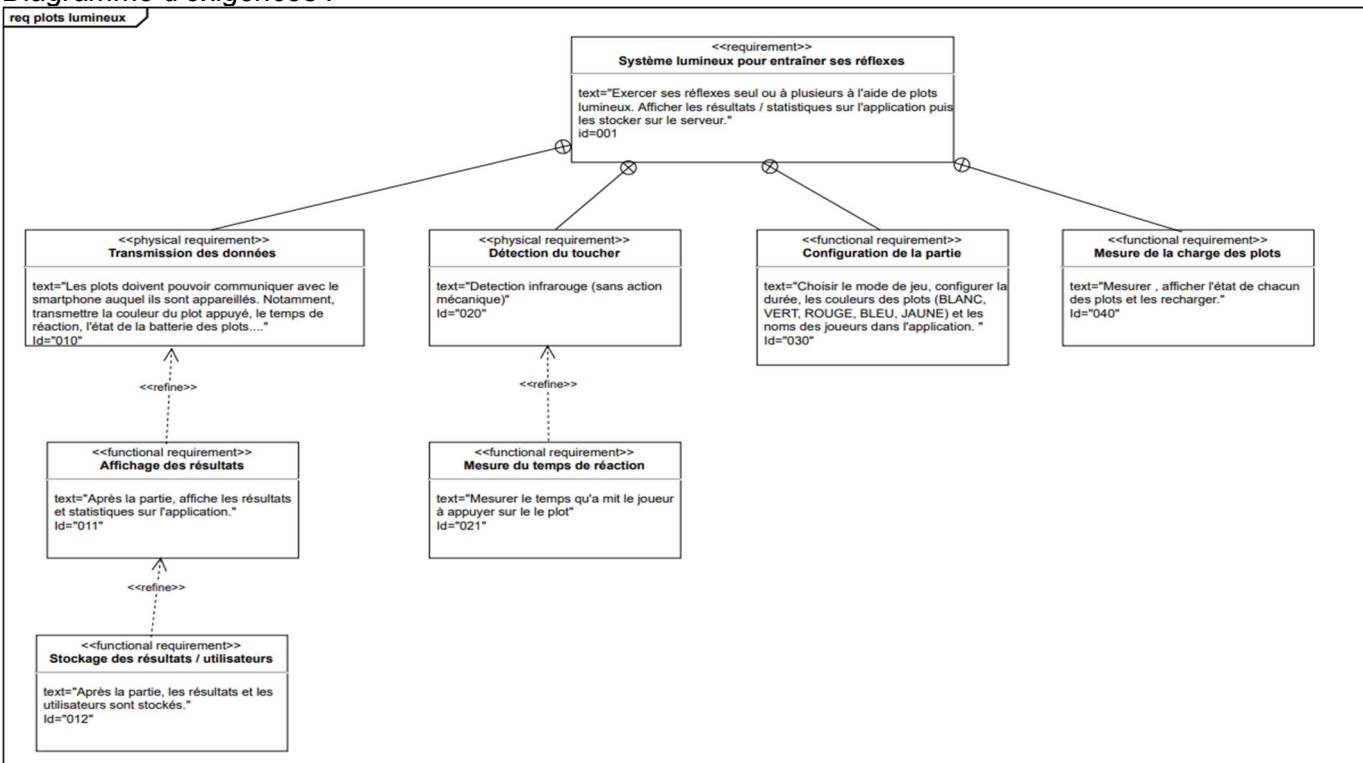 Diagramme d'exigences :
req plots lumineux
<<requirement>>
Système lumineux pour entraîner ses réflexes
text="Exercer ses réflexes seul ou à plusieurs à l'aide de plots
lumineux. Afficher les résultats / statistiques sur l'application puis
les stocker sur le serveur."
id=001
<<physical requirement>>
Transmission des données
text="Les plots doivent pouvoir communiquer avec le
smartphone auquel ils sont appareillés. Notamment,
transmettre la couleur du plot appuyé, le temps de
réaction, l'état de la batterie des plots...."
Id="010"
<<physical requirement>>
Détection du toucher
text="Detection infrarouge (sans action
mécanique)"
Id="020"
<<functional requirement>>
Configuration de la partie
text="Choisir le mode de jeu, configurer la
durée, les couleurs des plots (BLANC,
VERT, ROUGE, BLEU, JAUNE) et les
noms des joueurs dans l'application. "
Id="030"
<<functional requirement>>
Mesure de la charge des plots
text="Mesurer , afficher l'état de chacun
des plots et les recharger."
Id="040"
<<refine>>
<<refine>>
<<functional requirement>>
Affichage des résultats
text="Après la partie, affiche les résultats
et statistiques sur l'application."
Id="011"
<<functional requirement>>
Mesure du temps de réaction
text="Mesurer le temps qu'a mit le joueur
à appuyer sur le le plot"
Id="021"
<<refine>>
<<functional requirement>>
Stockage des résultats / utilisateurs
text="Après la partie, les résultats et les
utilisateurs sont stockés."
Id="012"